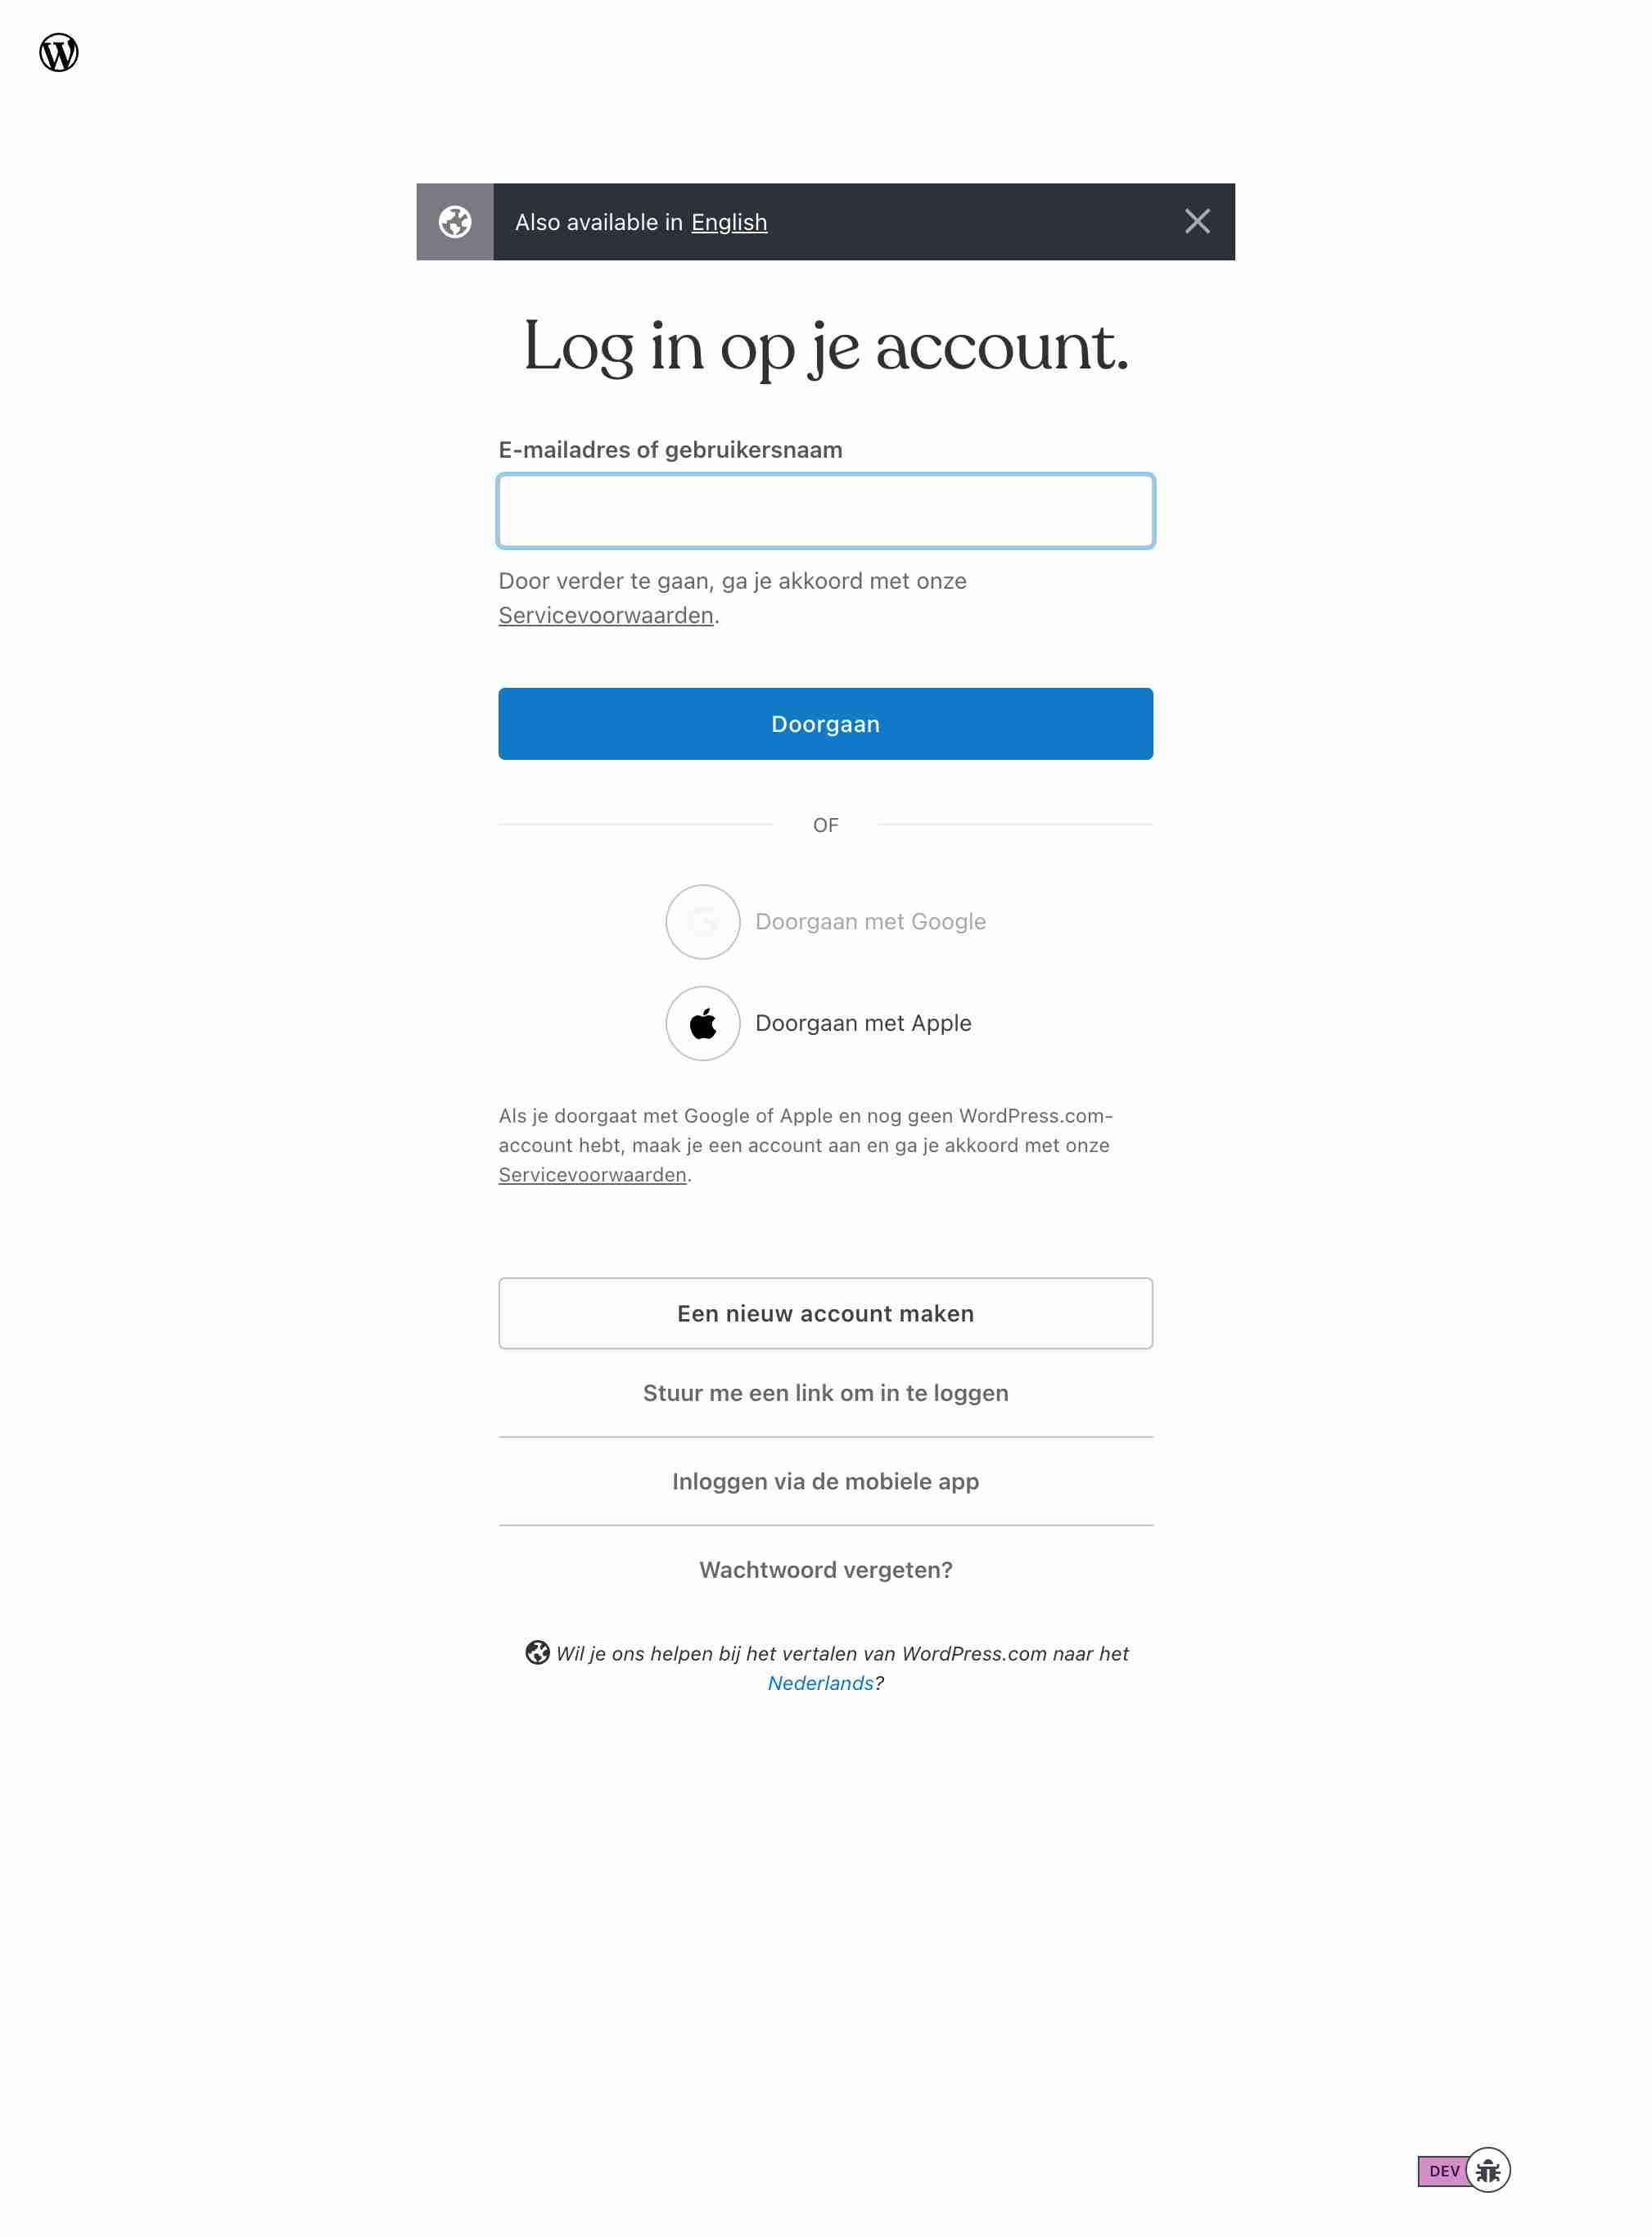 Also available in English
Log in op je account.
E-mailadres of gebruikersnaam
Door verder te gaan, ga je akkoord met onze
Servicevoorwaarden.
Doorgaan
OF
Doorgaan met Google
Doorgaan met Apple
Als je doorgaat met Google of Apple en nog geen WordPress.com-
account hebt, maak je een account aan en ga je akkoord met onze
Servicevoorwaarden.
Een nieuw account maken
Stuur me een link om in te loggen
Inloggen via de mobiele app
Wachtwoord vergeten?
Wil je ons helpen bij het vertalen van WordPress.com naar het
Nederlands?
DEV